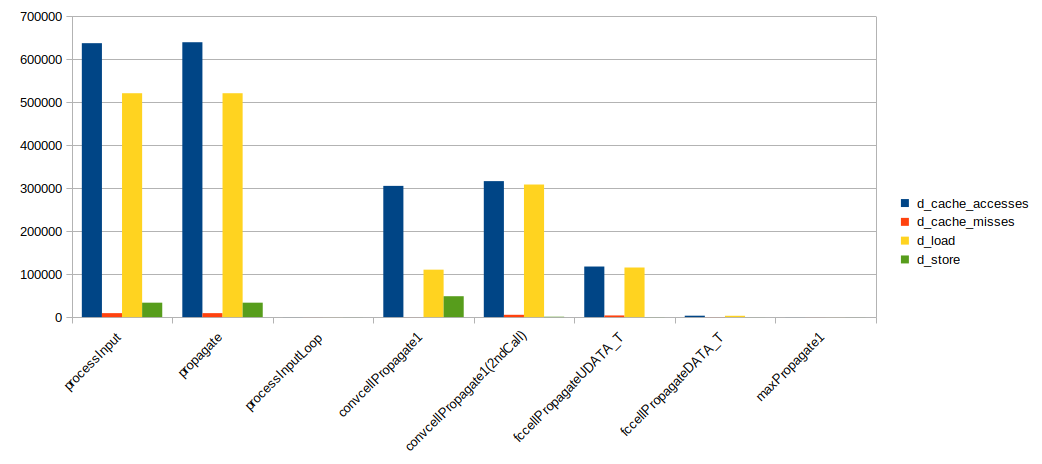 700000
600000
500000
400000
300000
200000
100000
0
processInput
propagate
processInputLoop
convcellPropagate1
convcellPropagate1(2ndCall)
fccellPropagateUDATA_T
fccellPropagateDATA_T
maxPropagate1
d_cache_accesses
d_cache_misses
d_load
d_store